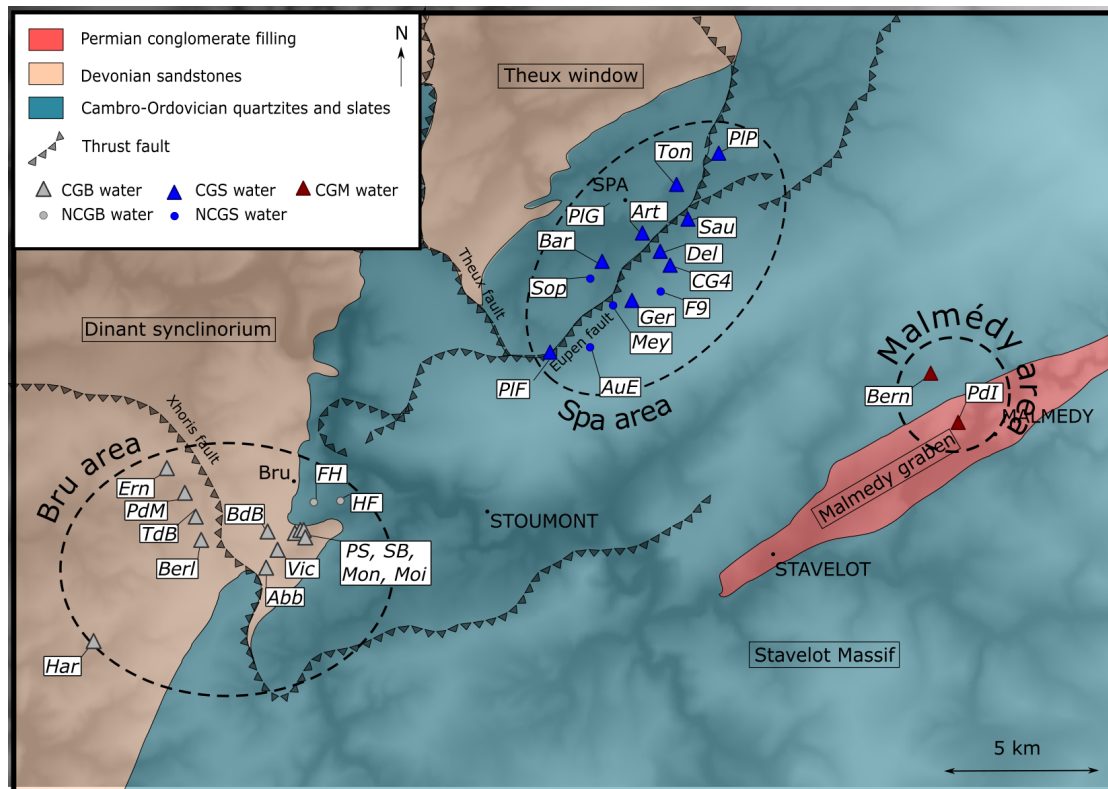 Permian conglomerate filling
Devonian sandstones
Cambro-Ordovician quartzites and slates
Thrust fault
CGB water
CGS water
CGM water
NCGB water
NCGS water
N
Theux window
PlP
Ton
SPA
PlG
Art
Sau
Bar
Del
CG4
Sop
F9
Ger
Mey
Theux fault
Eupen fault
PlF
AuE
Spa area
Dinant synclinorium
Malmédy area
Bern
PdI
MALMEDY
Malmedy graben
Xhoris fault
Bru area
Bru
FH
HF
Ern
PdM
BdB
TdB
STOUMONT
PS, SB,
Mon, Moi
Berl
Vic
Abb
STAVELOT
Har
Stavelot Massif
5 km